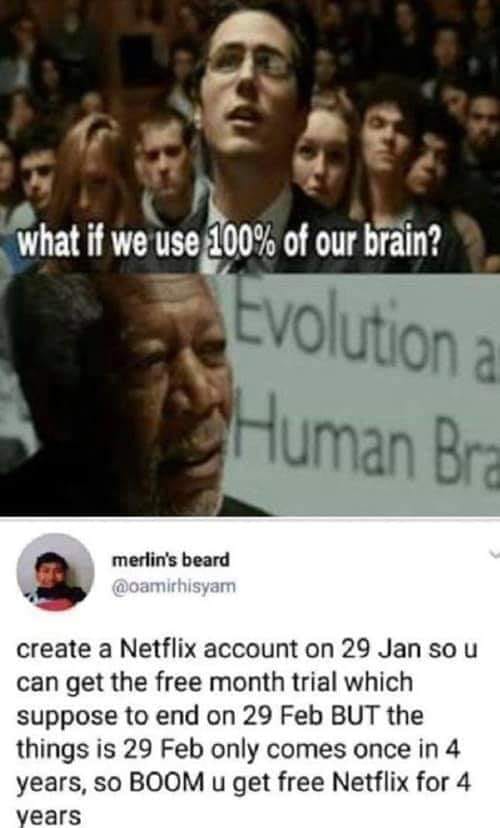 what if we use 100% of our brain?
Evolution a
Human Bra
merlin's beard
@oamirhisyam
create a Netflix account on 29 Jan so u
can get the free month trial which
suppose to end on 29 Feb BUT the
things is 29 Feb only comes once in 4
years, so BOOM u get free Netflix for 4
years